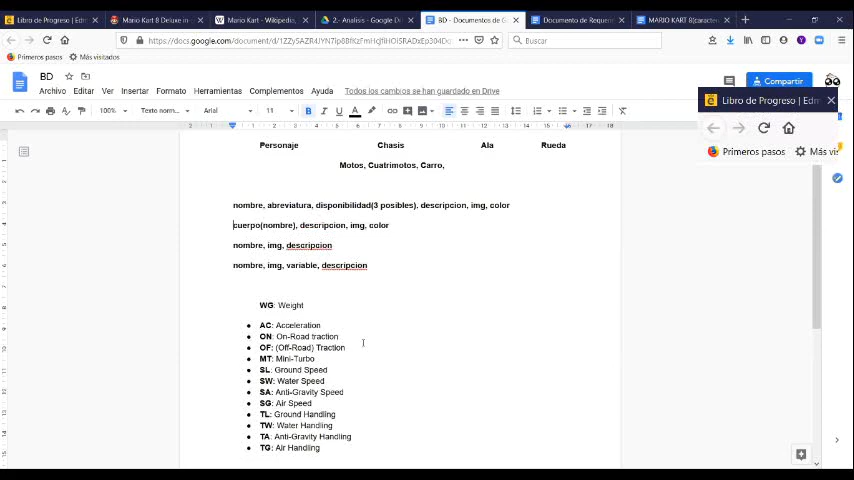 Libro de Progreso | Edm
Mario Kart 8 Deluxe in-
Mario Kart - Wikipedia,
2.- Analisis - Google De
BD - Documentos de G
Documento de Requerin
MARIO KART 8(caracter
Buscar
Primeros pasos
Más visitados
BD
Archivo Editar Ver Insertar Formato Herramientas Complementos Ayuda Todos los cambios se han guardado en Drive
Compartir
100% Texto norm... Arial 11
Libro de Progreso | Edm
Primeros pasos Más vis
Personaje Chasis Ala Rueda
Motos, Cuatrimotos, Carro,
nombre, abreviatura, disponibilidad(3 posibles), descripcion, img, color
cuerpo(nombre), descripcion, img, color
nombre, img, descripcion
nombre, img, variable, descripcion
WG: Weight
● AC: Acceleration
● ON: On-Road traction
● OF: (Off-Road) Traction
● MT: Mini-Turbo
● SL: Ground Speed
● SW: Water Speed
● SA: Anti-Gravity Speed
● SG: Air Speed
● TL: Ground Handling
● TW: Water Handling
● TA: Anti-Gravity Handling
● TG: Air Handling